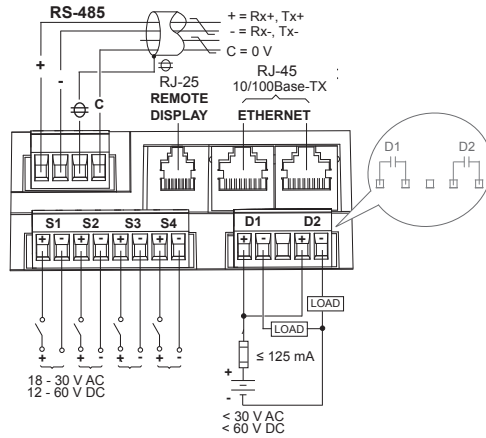 RS-485
+ = Rx+, Tx+
- = Rx-, Tx-
C = 0 V
+ - C
RJ-25
REMOTE
DISPLAY
RJ-45
10/100Base-TX
ETHERNET
:
D1 D2
S1 S2 S3 S4
+ - + - + - + -
D1 D2
+ - + -
LOAD
LOAD
+ - + - + - + -
18 - 30 V AC
12 - 60 V DC
≤ 125 mA
+
-
< 30 V AC
< 60 V DC